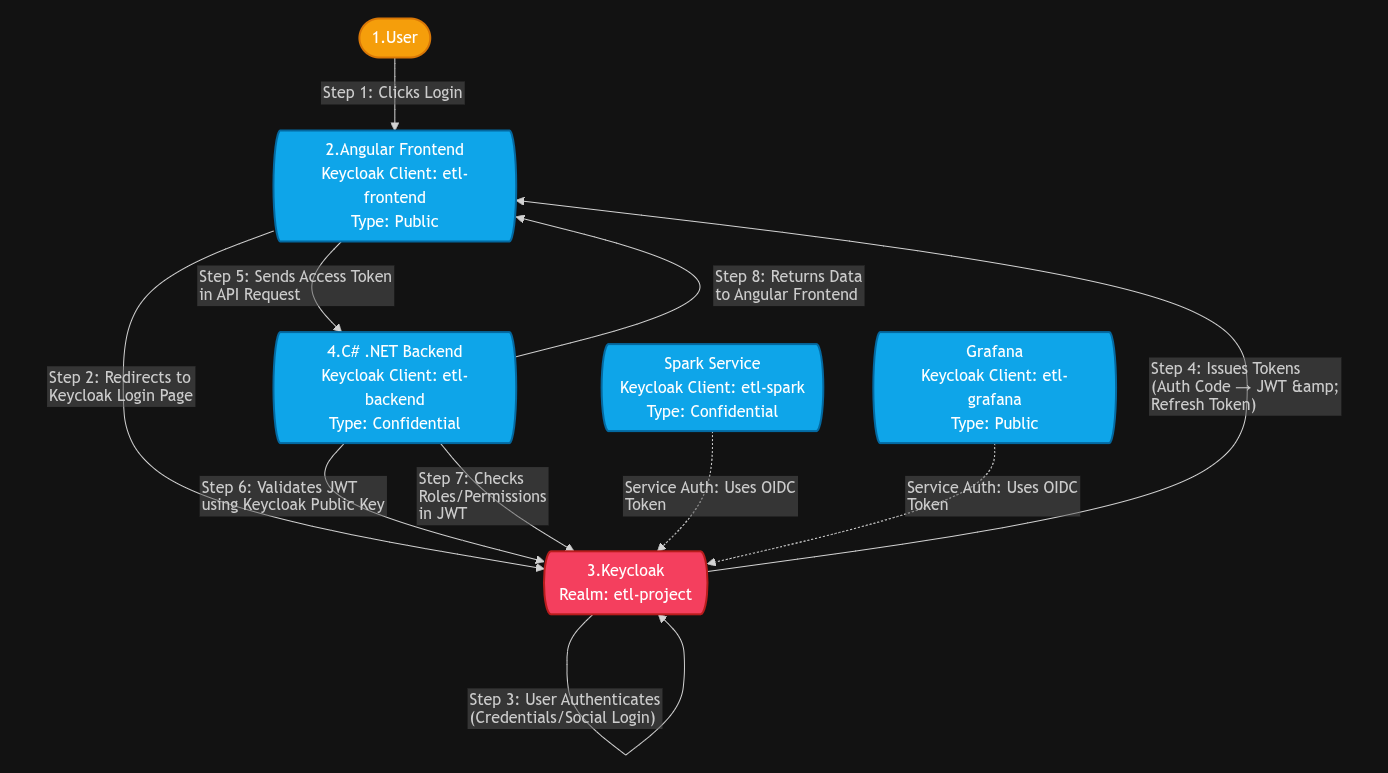 1.User
Step 1: Clicks Login
2.Angular Frontend
Keycloak Client: etl-
frontend
Type: Public
Step 5: Sends Access Token
in API Request
Step 8: Returns Data
to Angular Frontend
Step 2: Redirects to
Keycloak Login Page
4.C# .NET Backend
Keycloak Client: etl-
backend
Type: Confidential
Spark Service
Keycloak Client: etl-spark
Type: Confidential
Grafana
Keycloak Client: etl-
grafana
Type: Public
Step 4: Issues Tokens
(Auth Code → JWT &amp;
Refresh Token)
Step 6: Validates JWT
using Keycloak Public Key
Step 7: Checks
Roles/Permissions
in JWT
Service Auth: Uses OIDC
Token
Service Auth: Uses OIDC
Token
3.Keycloak
Realm: etl-project
Step 3: User Authenticates
(Credentials/Social Login)